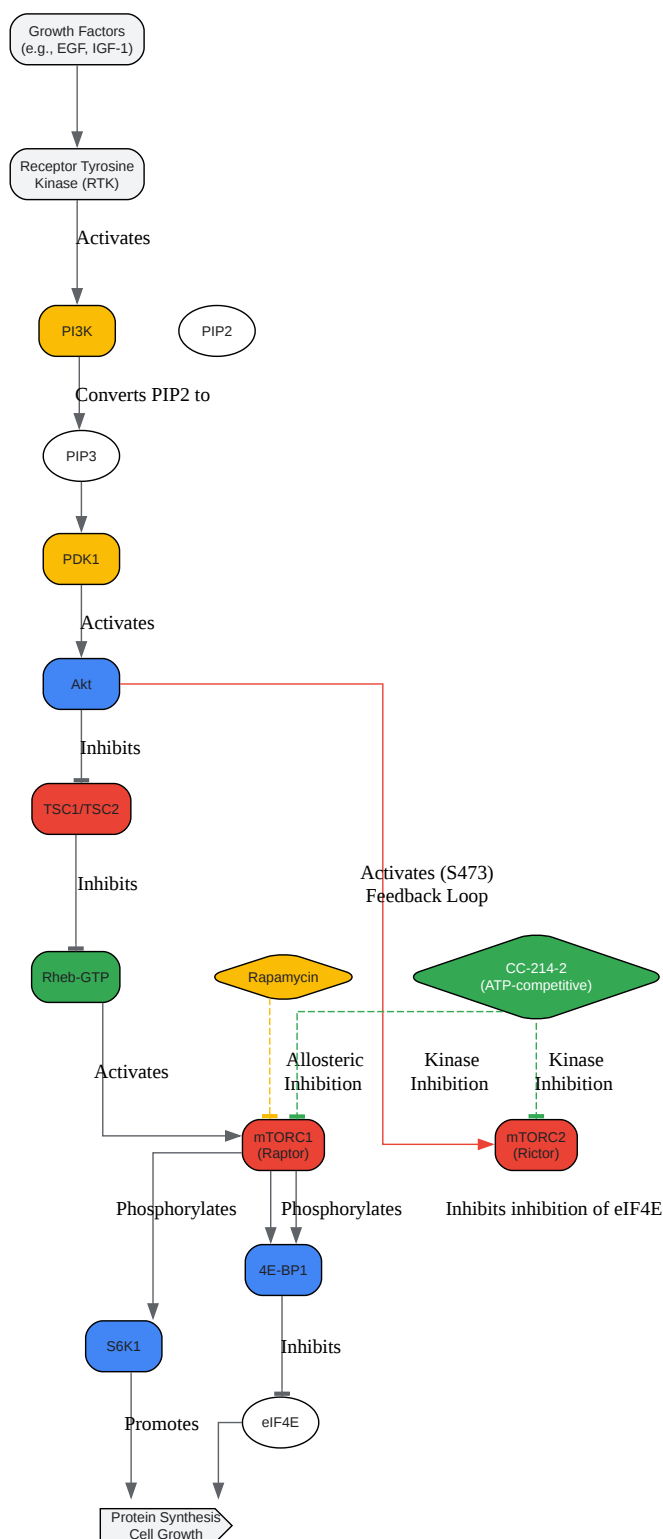 Growth Factors
(e.g., EGF, IGF-1)
Receptor Tyrosine
Kinase (RTK)
Activates
PI3K
PIP2
Converts PIP2 to
PIP3
PDK1
Activates
Akt
Inhibits
TSC1/TSC2
Activates (S473)
Feedback Loop
Inhibits
Rheb-GTP
Rapamycin
CC-214-2
(ATP-competitive)
Activates
Allosteric
Inhibition
Kinase
Inhibition
Kinase
Inhibition
mTORC1
(Raptor)
mTORC2
(Rictor)
Phosphorylates
Phosphorylates
Inhibits inhibition of eIF4E
4E-BP1
S6K1
Inhibits
Promotes
eIF4E
Protein Synthesis
Cell Growth